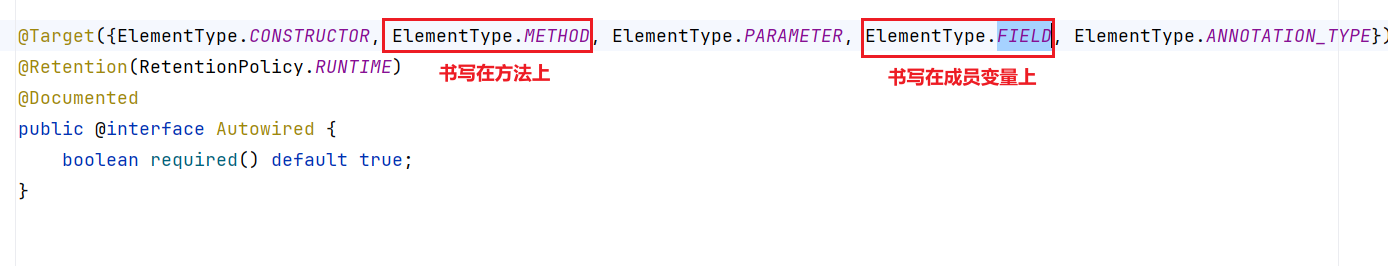 @Target({ElementType.CONSTRUCTOR, ElementType.METHOD, ElementType.PARAMETER, ElementType.FIELD, ElementType.ANNOTATION_TYPE})
@Retention(RetentionPolicy.RUNTIME) 书写在方法上 书写在成员变量上
@Documented
public @interface Autowired {
    boolean required() default true;
}